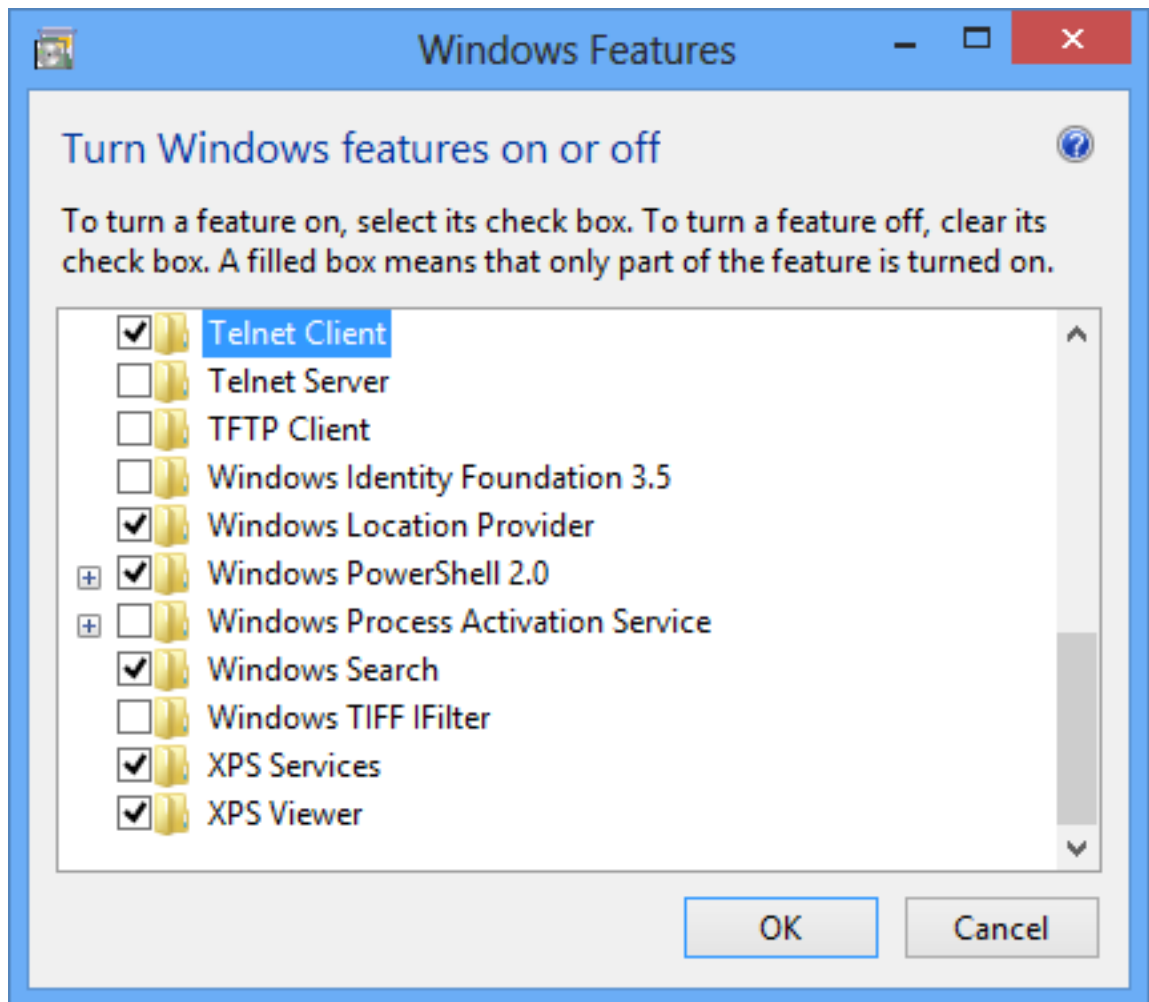 Windows Features
Turn Windows features on or off
To turn a feature on, select its check box. To turn a feature off, clear its
check box. A filled box means that only part of the feature is turned on.
Telnet Client
Telnet Server
TFTP Client
Windows Identity Foundation 3.5
Windows Location Provider
Windows PowerShell 2.0
Windows Process Activation Service
Windows Search
Windows TIFF IFilter
XPS Services
XPS Viewer
OK
Cancel